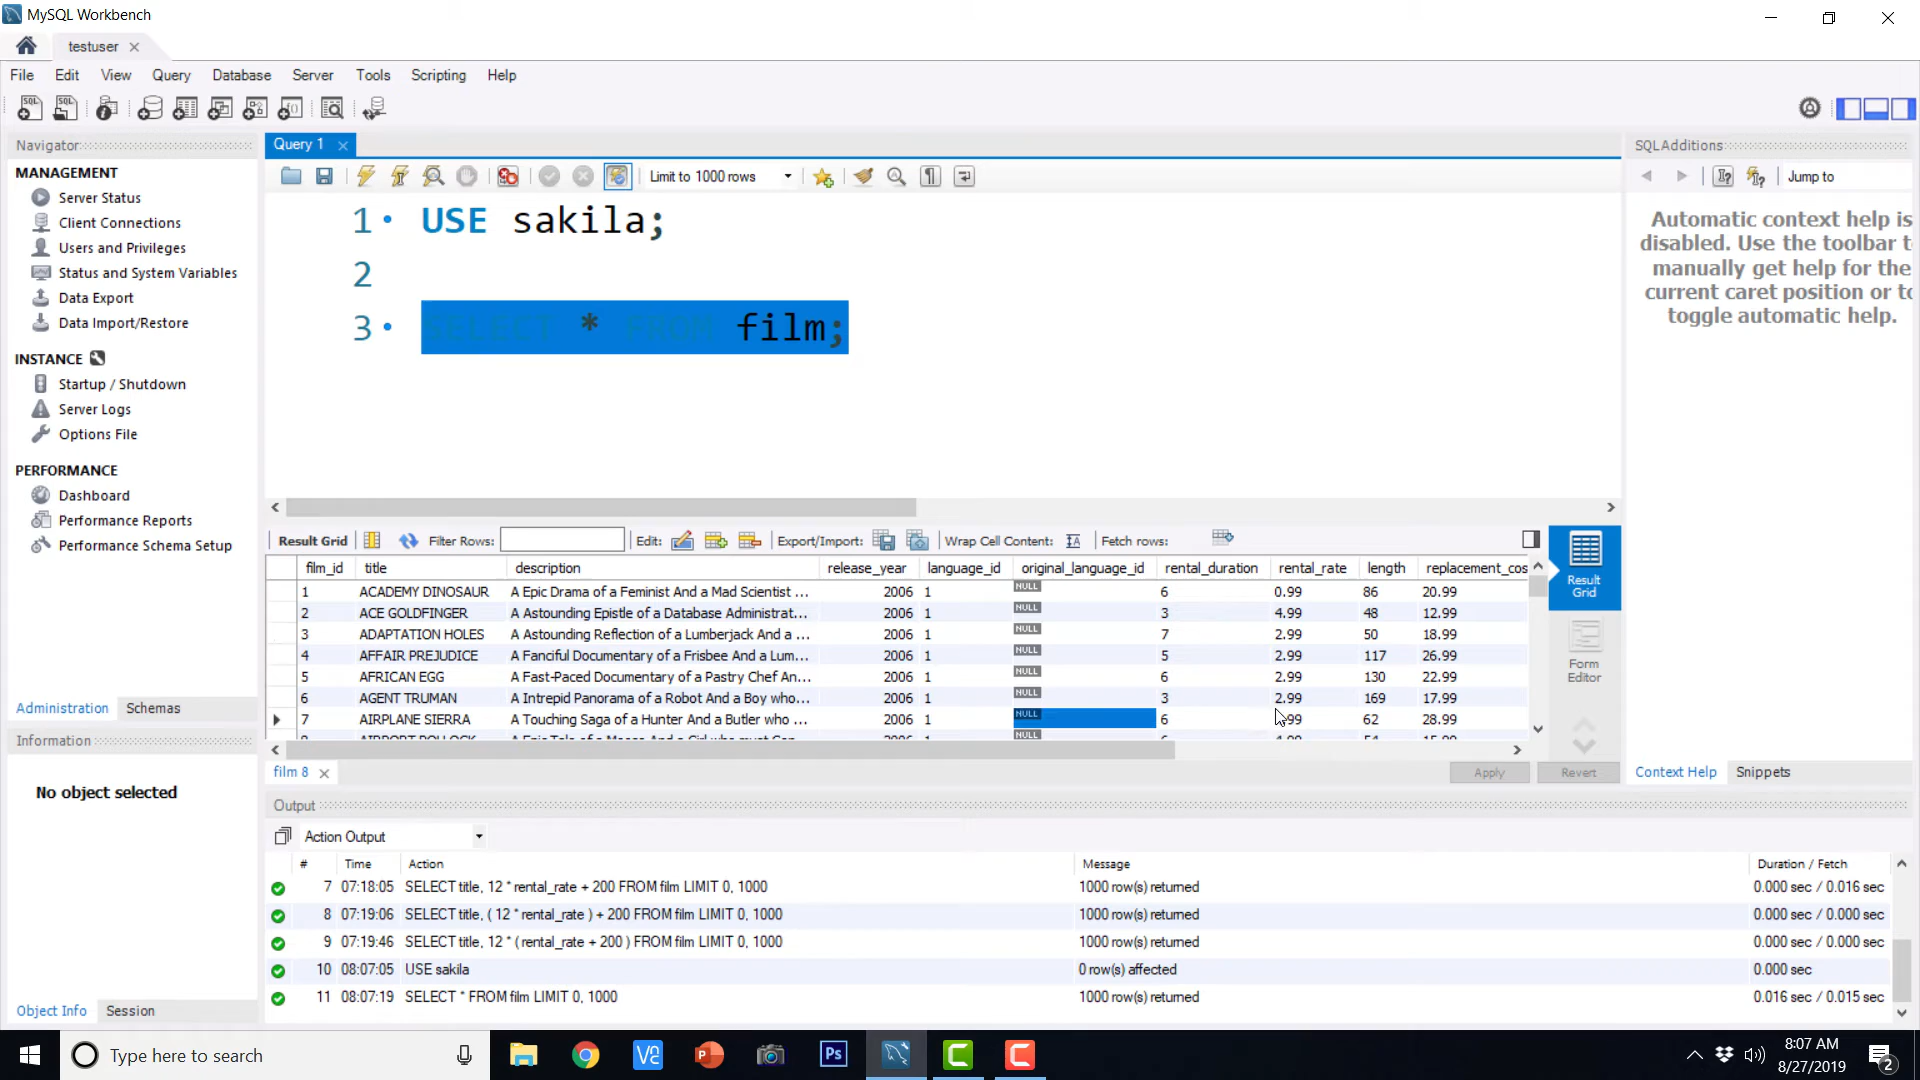 MySQL Workbench
testuser
File Edit View Query Database Server Tools Scripting Help
Navigator
MANAGEMENT
Server Status
Client Connections
Users and Privileges
Status and System Variables
Data Export
Data Import/Restore
INSTANCE
Startup / Shutdown
Server Logs
Options File
PERFORMANCE
Dashboard
Performance Reports
Performance Schema Setup
Administration Schemas
Information
No object selected
Object Info Session
Query 1
Limit to 1000 rows
1 USE sakila;
2
3 SELECT * FROM film;
Result Grid Filter Rows: Edit: Export/Import: Wrap Cell Content: Fetch rows:
film_id title description release_year language_id original_language_id rental_duration rental_rate length replacement_cos
1 ACADEMY DINOSAUR A Epic Drama of a Feminist And a Mad Scientist ... 2006 1 NULL 6 0.99 86 20.99
2 ACE GOLDFINGER A Astounding Epistle of a Database Administrat... 2006 1 NULL 3 4.99 48 12.99
3 ADAPTATION HOLES A Astounding Reflection of a Lumberjack And a ... 2006 1 NULL 7 2.99 50 18.99
4 AFFAIR PREJUDICE A Fanciful Documentary of a Frisbee And a Lum... 2006 1 NULL 5 2.99 117 26.99
5 AFRICAN EGG A Fast-Paced Documentary of a Pastry Chef An... 2006 1 NULL 6 2.99 130 22.99
6 AGENT TRUMAN A Intrepid Panorama of a Robot And a Boy who... 2006 1 NULL 3 2.99 169 17.99
7 AIRPLANE SIERRA A Touching Saga of a Hunter And a Butler who ... 2006 1 NULL 6 .99 62 28.99
NULL
Result Grid
Form Editor
film 8
Apply Revert
SQLAdditions
Jump to
Automatic context help is
disabled. Use the toolbar t
manually get help for the
current caret position or to
toggle automatic help.
Context Help Snippets
Output
Action Output
# Time Action Message Duration / Fetch
7 07:18:05 SELECT title, 12 * rental_rate + 200 FROM film LIMIT 0, 1000 1000 row(s) returned 0.000 sec / 0.016 sec
8 07:19:06 SELECT title, ( 12 * rental_rate ) + 200 FROM film LIMIT 0, 1000 1000 row(s) returned 0.000 sec / 0.000 sec
9 07:19:46 SELECT title, 12 * ( rental_rate + 200 ) FROM film LIMIT 0, 1000 1000 row(s) returned 0.000 sec / 0.000 sec
10 08:07:05 USE sakila 0 row(s) affected 0.000 sec
11 08:07:19 SELECT * FROM film LIMIT 0, 1000 1000 row(s) returned 0.016 sec / 0.015 sec
Type here to search
Ps
8:07 AM
8/27/2019
2